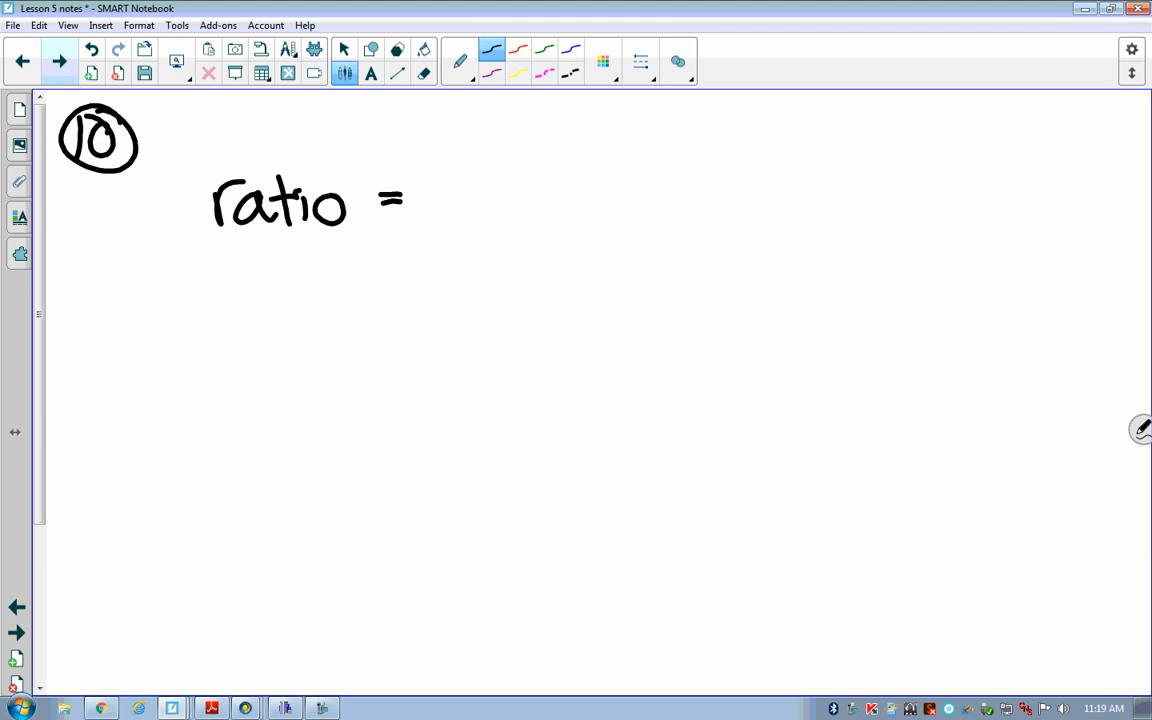 Lesson 5 notes * - SMART Notebook
File Edit View Insert Format Tools Add-ons Account Help
10
ratio =
11:19 AM